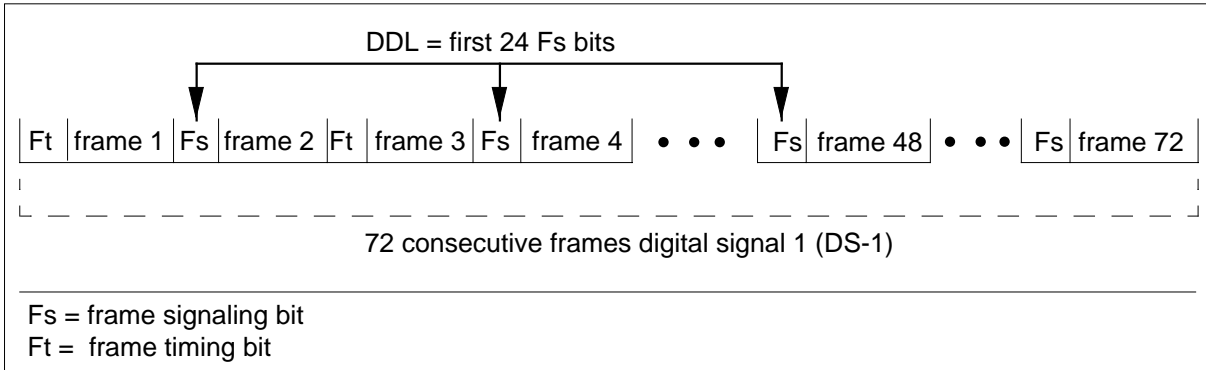 DDL = first 24 Fs bits
Ft frame 1 Fs frame 2 Ft frame 3 Fs frame 4 • • • Fs frame 48 • • • Fs frame 72
72 consecutive frames digital signal 1 (DS-1)
Fs = frame signaling bit
Ft = frame timing bit